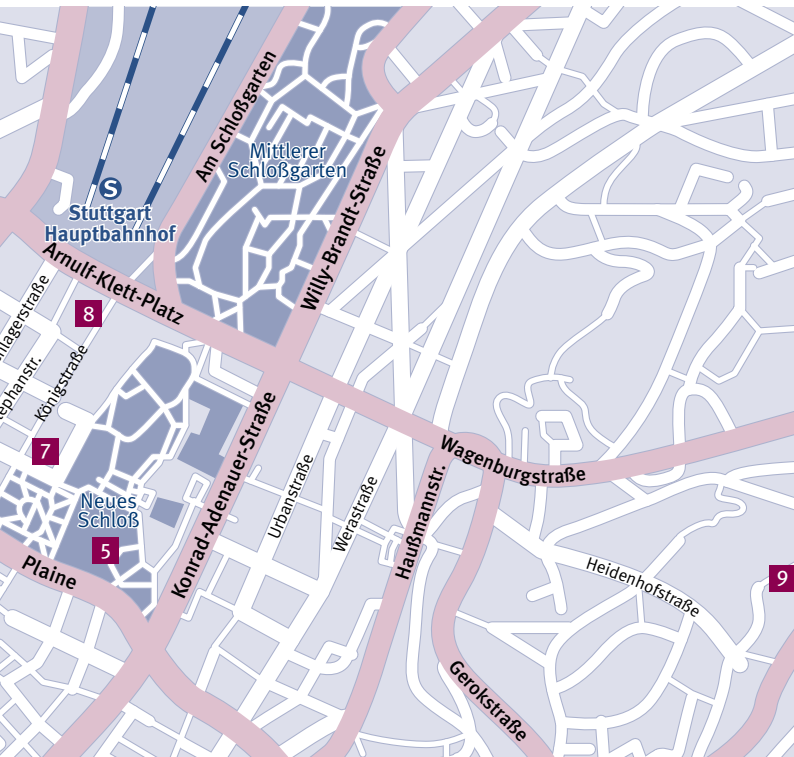 Am Schloßgarten
Mittlerer
Schloßgarten
S
Stuttgart
Hauptbahnhof
Willy-Brandt-Straße
Arnulf-Klett-Platz
8
Königstraße
7
Konrad-Adenauer-Straße
Wagenburgstraße
Urbanstraße
Werastraße
Haußmannstr.
Neues
Schloß
5
Plaine
Heidenhofstraße
9
Gerokstraße